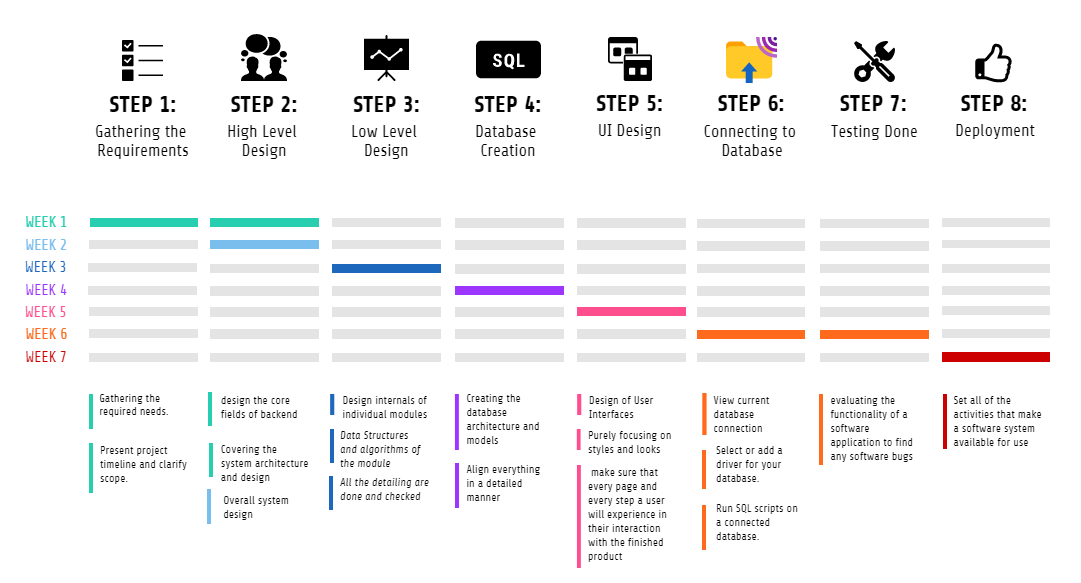 SQL
STEP 1:
Gathering the
Requirements
STEP 2:
High Level
Design
STEP 3:
Low Level
Design
STEP 4:
Database
Creation
STEP 5:
UI Design
STEP 6:
Connecting to
Database
STEP 7:
Testing Done
STEP 8:
Deployment
WEEK 1
WEEK 2
WEEK 3
WEEK 4
WEEK 5
WEEK 6
WEEK 7
Gathering the
required needs.
Present project
timeline and clarify
scope.
design the core
fields of backend
Covering the
system architecture
and design
Overall system
design
Design internals of
individual modules
Data Structures
and algorithms of
the module
All the detailing are
done and checked
Creating the
database
architecture and
models
Align everything
in a detailed
manner
Design of User
Interfaces
Purely focusing on
styles and looks
make sure that
every page and
every step a user
will experience in
their interaction
with the finished
product
View current
database
connection
Select or add a
driver for your
database.
Run SQL scripts on
a connected
database.
evaluating the
functionality of a
software
application to find
any software bugs
Set all of the
activities that make
a software system
available for use